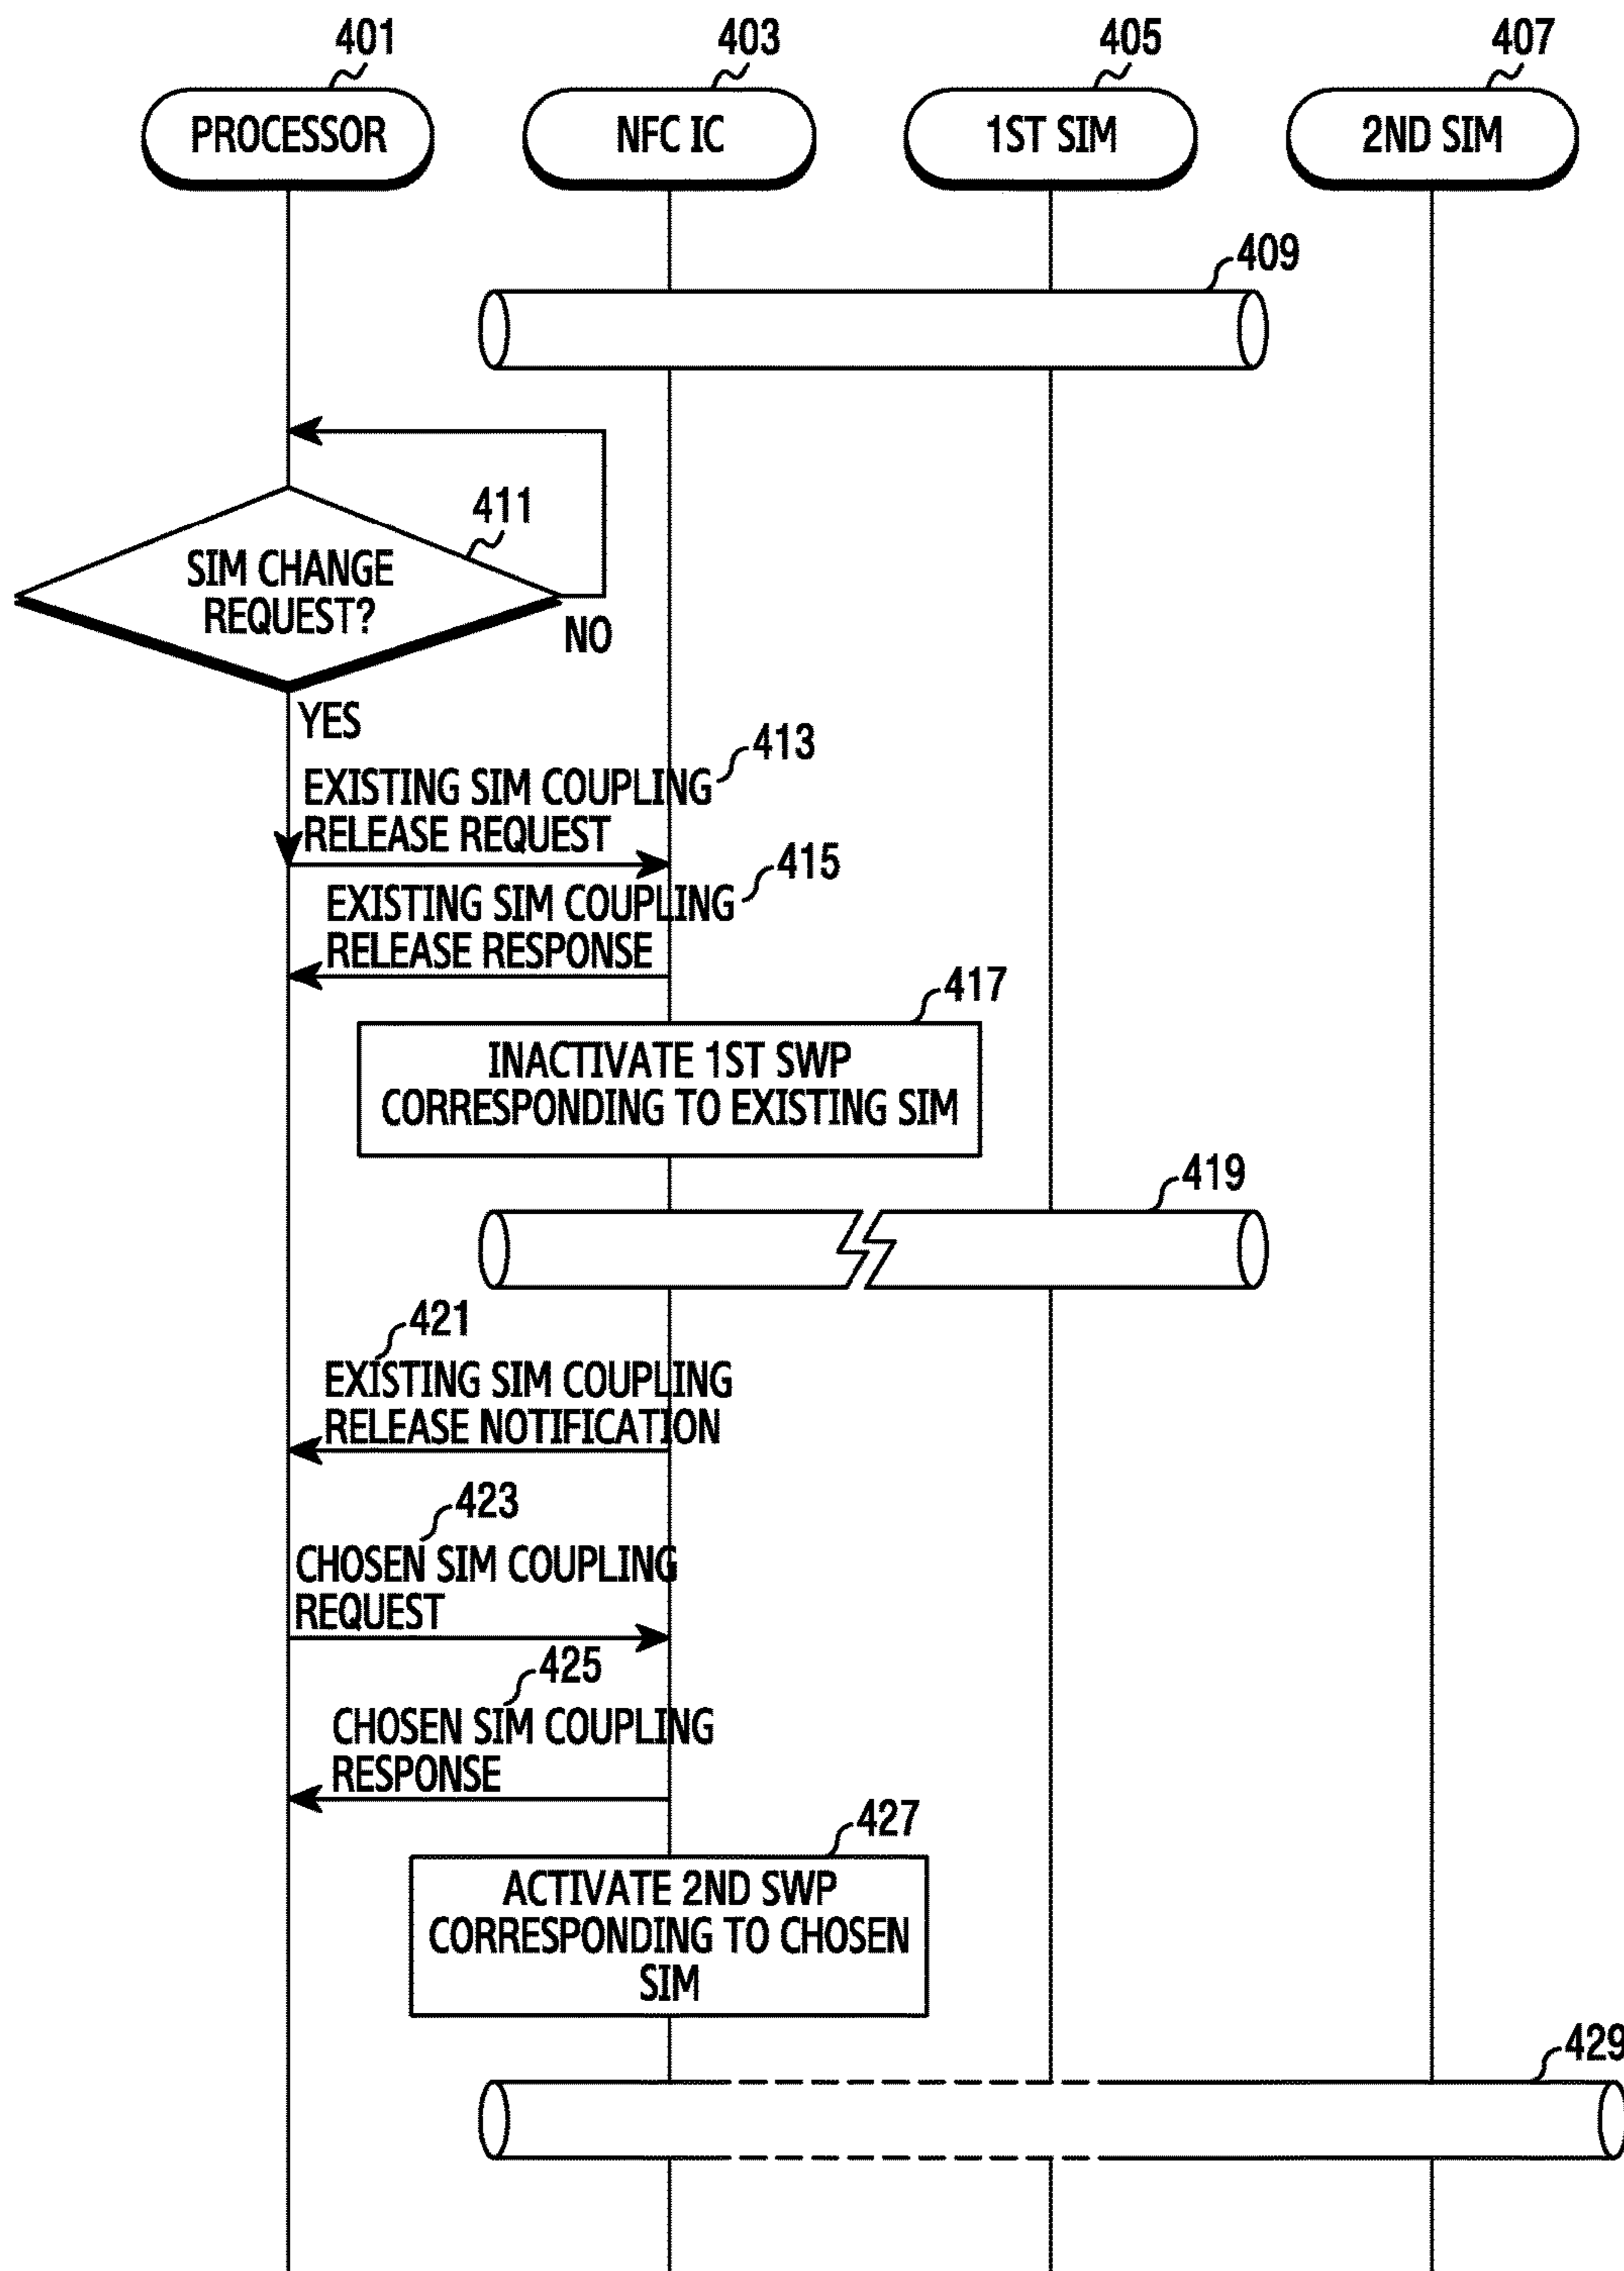 401
403
405
407
PROCESSOR
NFC IC
1ST SIM
2ND SIM
409
411
SIM CHANGE
REQUEST?
NO
YES
413
EXISTING SIM COUPLING
RELEASE REQUEST
415
EXISTING SIM COUPLING
RELEASE RESPONSE
417
INACTIVATE 1ST SWP
CORRESPONDING TO EXISTING SIM
419
421
EXISTING SIM COUPLING
RELEASE NOTIFICATION
423
CHOSEN SIM COUPLING
REQUEST
425
CHOSEN SIM COUPLING
RESPONSE
427
ACTIVATE 2ND SWP
CORRESPONDING TO CHOSEN
SIM
429